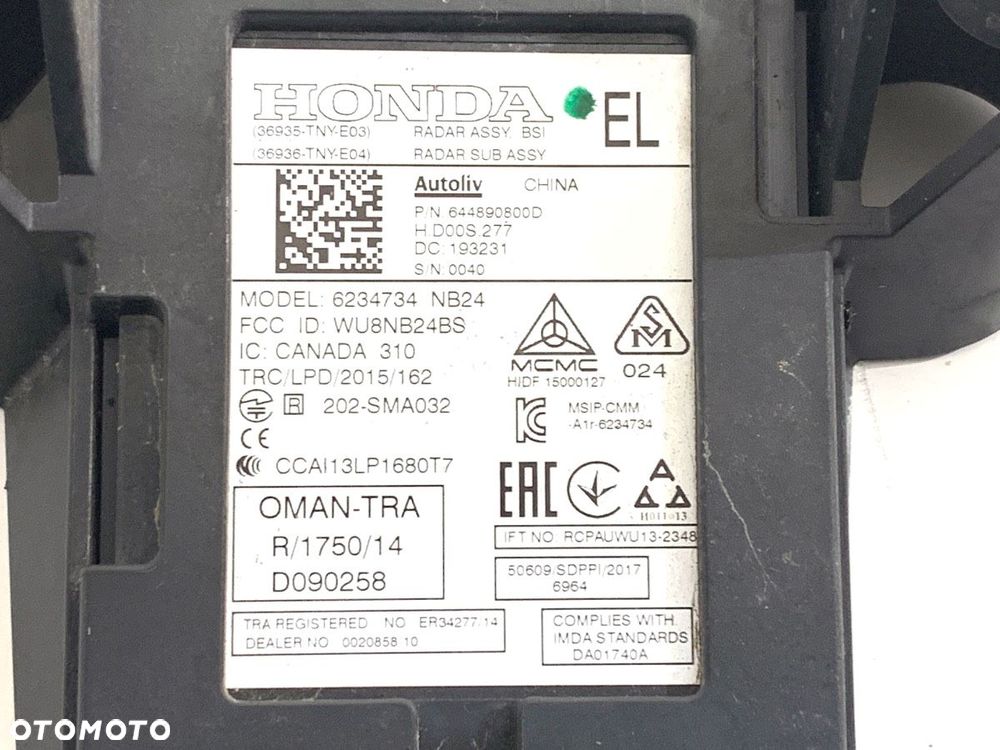 HONDA EL
(36935-TNY-E03) RADAR ASSY BSI
(36936-TNY-E04) RADAR SUB ASSY
Autoliv CHINA
P/N. 644890800D
H.D00S.277
DC: 193231
S/N: 0040
MODEL: 6234734 NB24
FCC ID: WU8NB24BS
IC: CANADA 310
TRC/LPD/2015/162
R 202-SMA032
CE
CCAI13LP1680T7
MCMC
HIDF 15000127
SM
024
KC
MSIP-CMM
-A1r-6234734
EAC
A
H011 13
OMAN-TRA
R/1750/14
D090258
IFT NO. RCPAUWU13-2348
50609/SDPPI/2017
6964
TRA REGISTERED NO ER34277/14
DEALER NO 0020858.10
COMPLIES WITH
IMDA STANDARDS
DA01740A
OTOMOTO